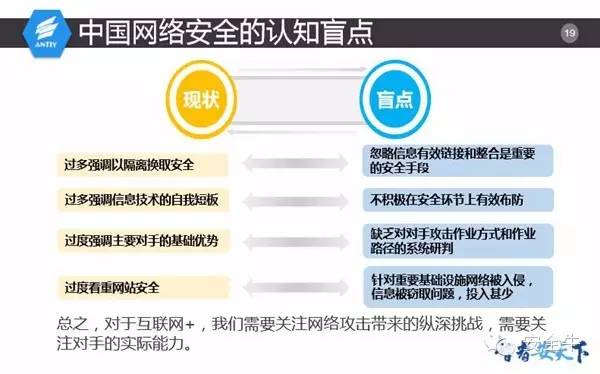 ANTIY
中国网络安全的认知盲点
19
现状
盲点
过多强调以隔离换取安全
忽略信息有效链接和整合是重要
的安全手段
过多强调信息技术的自我短板
不积极在安全环节上有效布防
过度强调主要对手的基础优势
缺乏对对手攻击作业方式和作业
路径的系统研判
过度看重网站安全
针对重要基础设施网络被入侵，
信息被窃取问题，投入甚少
总之，对于互联网+，我们需要关注网络攻击带来的纵深挑战，需要关
注对手的实际能力。
安天下
安全牛